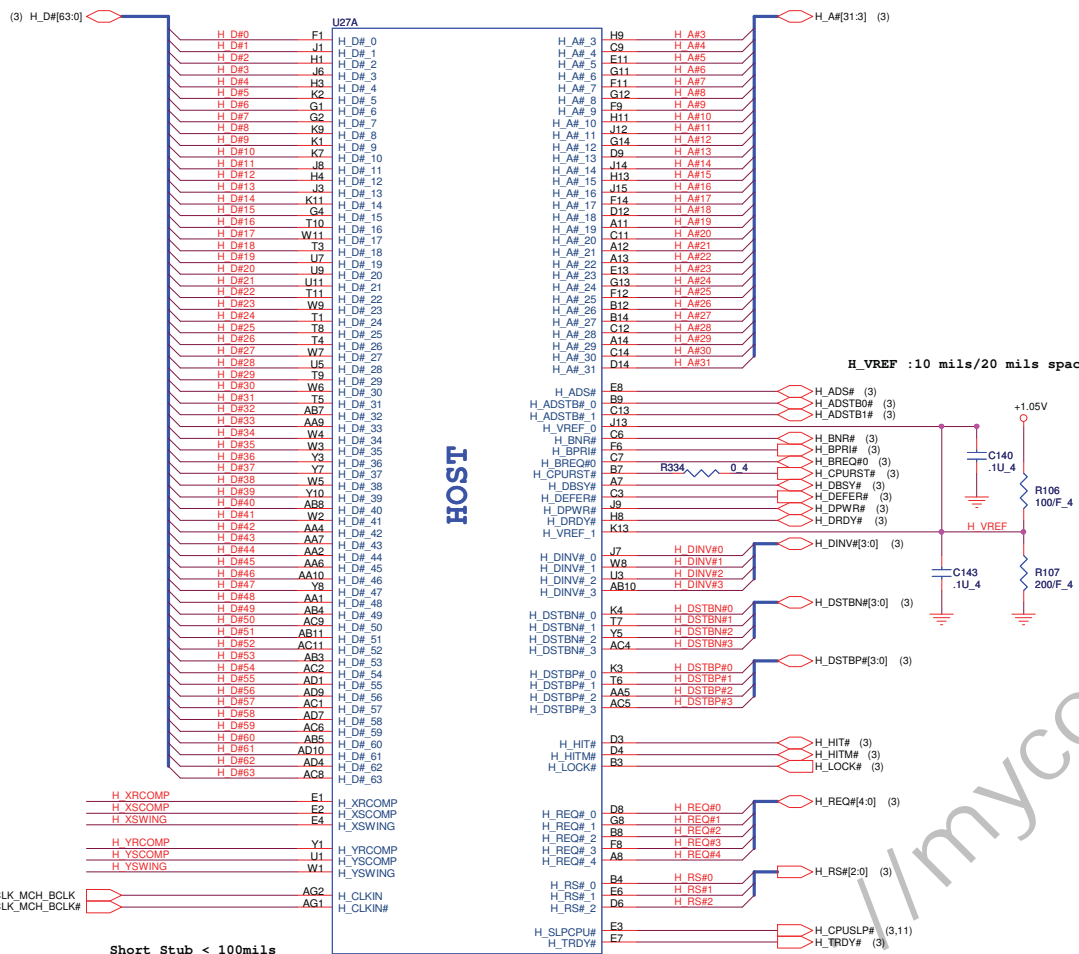 (3) H_D#[63:0]
U27A
H_A#[31:3] (3)
H_D#0 F1 H_D#_0
H_D#1 J1 H_D#_1
H_D#2 H1 H_D#_2
H_D#3 J6 H_D#_3
H_D#4 H3 H_D#_4
H_D#5 K2 H_D#_5
H_D#6 G1 H_D#_6
H_D#7 G2 H_D#_7
H_D#8 K9 H_D#_8
H_D#9 K1 H_D#_9
H_D#10 K7 H_D#_10
H_D#11 J8 H_D#_11
H_D#12 H4 H_D#_12
H_D#13 J3 H_D#_13
H_D#14 K11 H_D#_14
H_D#15 G4 H_D#_15
H_D#16 T10 H_D#_16
H_D#17 W11 H_D#_17
H_D#18 T3 H_D#_18
H_D#19 U7 H_D#_19
H_D#20 U9 H_D#_20
H_D#21 U11 H_D#_21
H_D#22 T11 H_D#_22
H_D#23 W9 H_D#_23
H_D#24 T1 H_D#_24
H_D#25 T8 H_D#_25
H_D#26 T4 H_D#_26
H_D#27 W7 H_D#_27
H_D#28 U5 H_D#_28
H_D#29 T9 H_D#_29
H_D#30 W6 H_D#_30
H_D#31 T5 H_D#_31
H_D#32 AB7 H_D#_32
H_D#33 AA9 H_D#_33
H_D#34 W4 H_D#_34
H_D#35 W3 H_D#_35
H_D#36 Y3 H_D#_36
H_D#37 Y7 H_D#_37
H_D#38 W5 H_D#_38
H_D#39 Y10 H_D#_39
H_D#40 AB8 H_D#_40
H_D#41 W2 H_D#_41
H_D#42 AA4 H_D#_42
H_D#43 AA7 H_D#_43
H_D#44 AA2 H_D#_44
H_D#45 AA6 H_D#_45
H_D#46 AA10 H_D#_46
H_D#47 Y8 H_D#_47
H_D#48 AA1 H_D#_48
H_D#49 AB4 H_D#_49
H_D#50 AC9 H_D#_50
H_D#51 AB11 H_D#_51
H_D#52 AC11 H_D#_52
H_D#53 AB3 H_D#_53
H_D#54 AC2 H_D#_54
H_D#55 AD1 H_D#_55
H_D#56 AD9 H_D#_56
H_D#57 AC1 H_D#_57
H_D#58 AD7 H_D#_58
H_D#59 AC6 H_D#_59
H_D#60 AB5 H_D#_60
H_D#61 AD10 H_D#_61
H_D#62 AD4 H_D#_62
H_D#63 AC8 H_D#_63
H_XRCOMP E1 H_XRCOMP
H_XSCOMP E2 H_XSCOMP
H_XSWING E4 H_XSWING
H_YRCOMP Y1 H_YRCOMP
H_YSCOMP U1 H_YSCOMP
H_YSWING W1 H_YSWING
CLK_MCH_BCLK AG2 H_CLKIN
CLK_MCH_BCLK# AG1 H_CLKIN#
Short Stub < 100mils
HOST
H_A#_3 H9 H_A#3
H_A#_4 C9 H_A#4
H_A#_5 E11 H_A#5
H_A#_6 G11 H_A#6
H_A#_7 F11 H_A#7
H_A#_8 G12 H_A#8
H_A#_9 F9 H_A#9
H_A#_10 H11 H_A#10
H_A#_11 J12 H_A#11
H_A#_12 G14 H_A#12
H_A#_13 D9 H_A#13
H_A#_14 J14 H_A#14
H_A#_15 H13 H_A#15
H_A#_16 J15 H_A#16
H_A#_17 F14 H_A#17
H_A#_18 D12 H_A#18
H_A#_19 A11 H_A#19
H_A#_20 C11 H_A#20
H_A#_21 A12 H_A#21
H_A#_22 A13 H_A#22
H_A#_23 E13 H_A#23
H_A#_24 G13 H_A#24
H_A#_25 F12 H_A#25
H_A#_26 B12 H_A#26
H_A#_27 B14 H_A#27
H_A#_28 C12 H_A#28
H_A#_29 A14 H_A#29
H_A#_30 C14 H_A#30
H_A#_31 D14 H_A#31
H_VREF :10 mils/20 mils spac
H_ADS# E8 H_ADS# (3)
H_ADSTB#_0 B9 H_ADSTB0# (3)
H_ADSTB#_1 C13 H_ADSTB1# (3)
H_VREF_0 J13
H_BNR# C6 H_BNR# (3)
H_BPRI# F6 H_BPRI# (3)
H_BREQ#0 C7 H_BREQ#0 (3)
H_CPURST# B7 R334 0_4 H_CPURST# (3)
H_DBSY# A7 H_DBSY# (3)
H_DEFER# C3 H_DEFER# (3)
H_DPWR# J9 H_DPWR# (3)
H_DRDY# H8 H_DRDY# (3)
H_VREF_1 K13 H_VREF
+1.05V
C140
.1U_4
R106
100/F_4
C143
.1U_4
R107
200/F_4
H_DINV#[3:0] (3)
H_DINV#_0 J7 H_DINV#0
H_DINV#_1 W8 H_DINV#1
H_DINV#_2 U3 H_DINV#2
H_DINV#_3 AB10 H_DINV#3
H_DSTBN#[3:0] (3)
H_DSTBN#_0 K4 H_DSTBN#0
H_DSTBN#_1 T7 H_DSTBN#1
H_DSTBN#_2 Y5 H_DSTBN#2
H_DSTBN#_3 AC4 H_DSTBN#3
H_DSTBP#[3:0] (3)
H_DSTBP#_0 K3 H_DSTBP#0
H_DSTBP#_1 T6 H_DSTBP#1
H_DSTBP#_2 AA5 H_DSTBP#2
H_DSTBP#_3 AC5 H_DSTBP#3
H_HIT# D3 H_HIT# (3)
H_HITM# D4 H_HITM# (3)
H_LOCK# B3 H_LOCK# (3)
H_REQ#[4:0] (3)
H_REQ#_0 D8 H_REQ#0
H_REQ#_1 G8 H_REQ#1
H_REQ#_2 B8 H_REQ#2
H_REQ#_3 F8 H_REQ#3
H_REQ#_4 A8 H_REQ#4
H_RS#[2:0] (3)
H_RS#_0 B4 H_RS#0
H_RS#_1 E6 H_RS#1
H_RS#_2 D6 H_RS#2
H_SLPCPU# E3 H_CPUSLP# (3,11)
H_TRDY# E7 H_TRDY# (3)
//myco